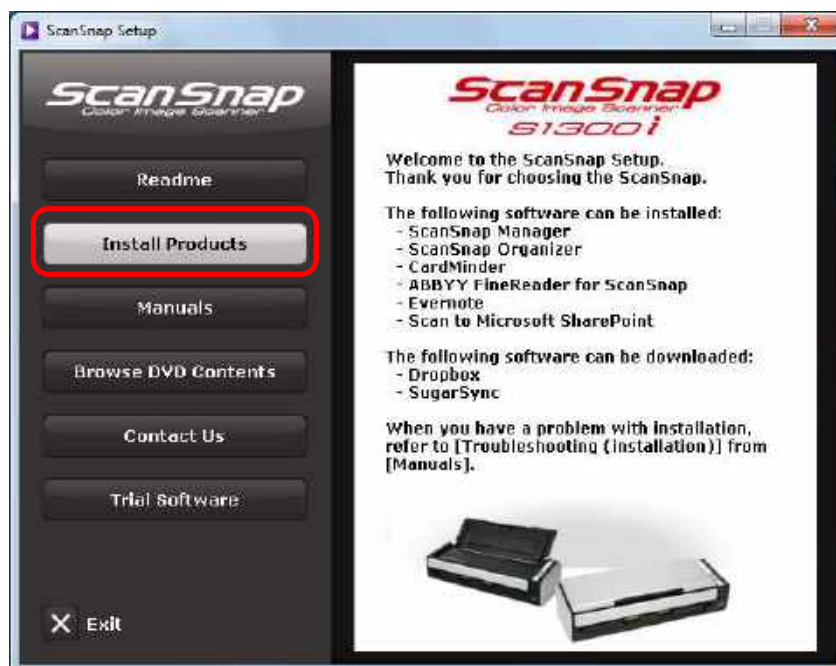 ScanSnap Setup
ScanSnap
Color Image Scanner
Readme
Install Products
Manuals
Browse DVD Contents
Contact Us
Trial Software
Exit
ScanSnap
Color Image Scanner
S1300i
Welcome to the ScanSnap Setup.
Thank you for choosing the ScanSnap.
The following software can be installed:
- ScanSnap Manager
- ScanSnap Organizer
- CardMinder
- ABBYY FineReader for ScanSnap
- Evernote
- Scan to Microsoft SharePoint
The following software can be downloaded:
- Dropbox
- SugarSync
When you have a problem with installation,
refer to [Troubleshooting (installation)] from
[Manuals].